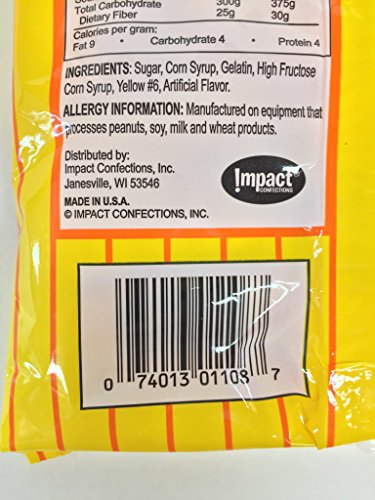 Total Carbohydrate 300g 375g
Dietary Fiber 25g 30g
Calories per gram:
Fat 9 • Carbohydrate 4 • Protein 4
INGREDIENTS: Sugar, Corn Syrup, Gelatin, High Fructose
Corn Syrup, Yellow #6, Artificial Flavor.
ALLERGY INFORMATION: Manufactured on equipment that
processes peanuts, soy, milk and wheat products.
Distributed by:
Impact Confections, Inc.
Janesville, WI 53546
!mpact
CONFECTIONS
MADE IN U.S.A.
© IMPACT CONFECTIONS, INC.
0 74013 01108 7